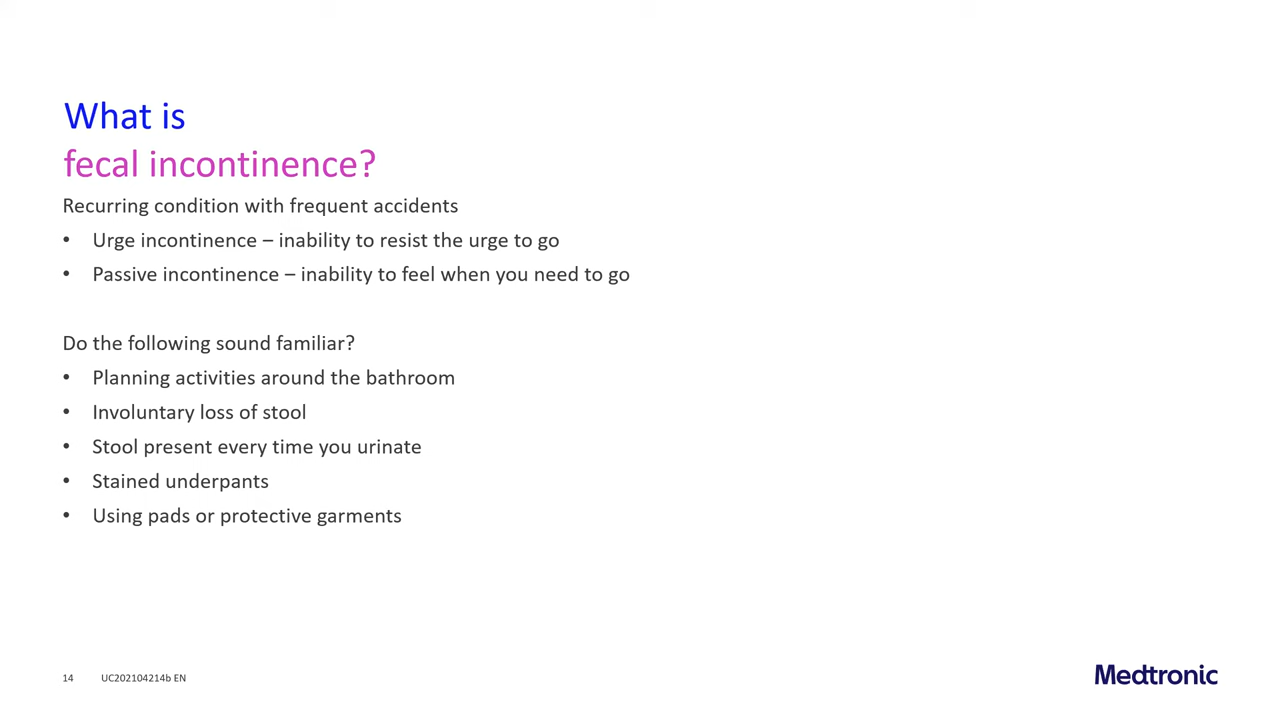 What is
fecal incontinence?
Recurring condition with frequent accidents
• Urge incontinence – inability to resist the urge to go
• Passive incontinence – inability to feel when you need to go
Do the following sound familiar?
• Planning activities around the bathroom
• Involuntary loss of stool
• Stool present every time you urinate
• Stained underpants
• Using pads or protective garments
14 UC202104214b EN
Medtronic